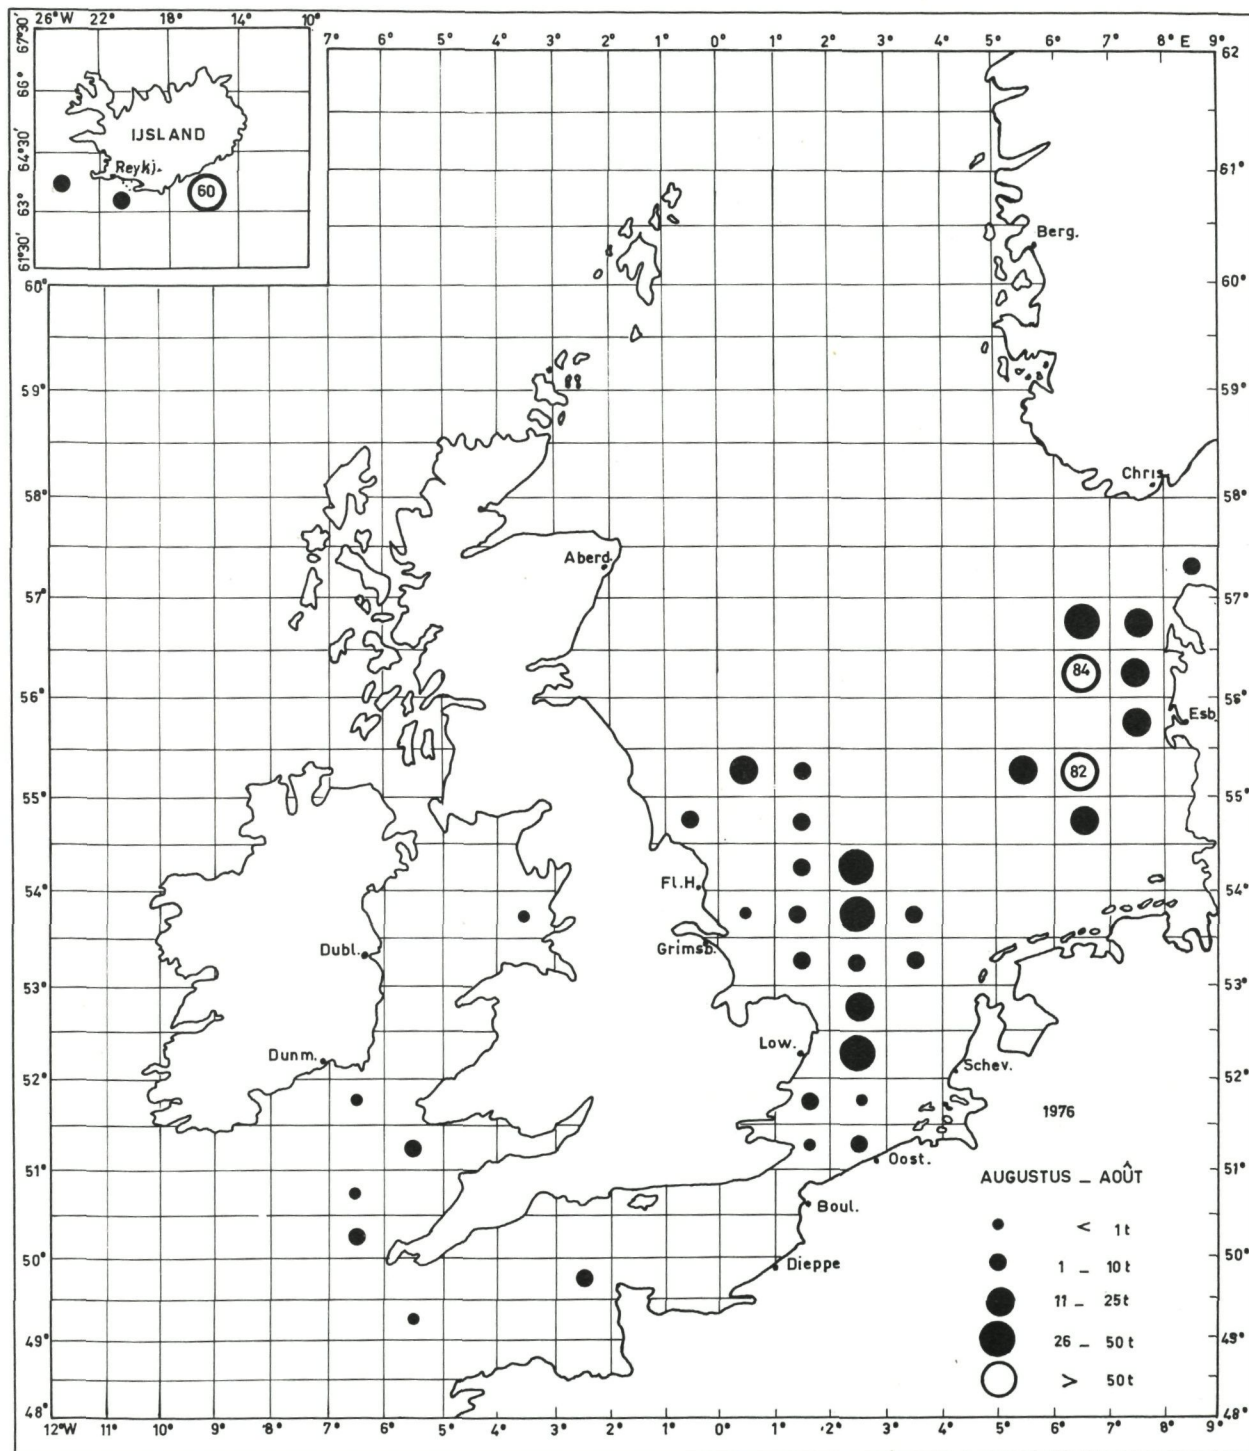 26°W 22° 18° 14° 10°
67°30'
66°
64°30'
63°
61°30'
IJSLAND
Reykj.
60
7° 6° 5° 4° 3° 2° 1° 0° 1° 2° 3° 4° 5° 6° 7° 8° E 9°
62
61°
Berg.
60° 60°
59° 59°
Chris
58° 58°
Aberd.
57° 57°
84
56° 56°
Esb
82
55° 55°
54° 54°
Fl.H.
Dubl. Grimsb.
53° 53°
Low.
Dunm.
Schev.
52° 52°
1976
Oost.
51° 51°
AUGUSTUS _ AOÛT
Boul.
< 1t
50° 50°
Dieppe
1 _ 10t
11 _ 25t
49° 49°
26 _ 50t
> 50t
48° 48°
12°W 11° 10° 9° 8° 7° 6° 5° 4° 3° 2° 1° 0° 1° 2° 3° 4° 5° 6° 7° 8° 9°